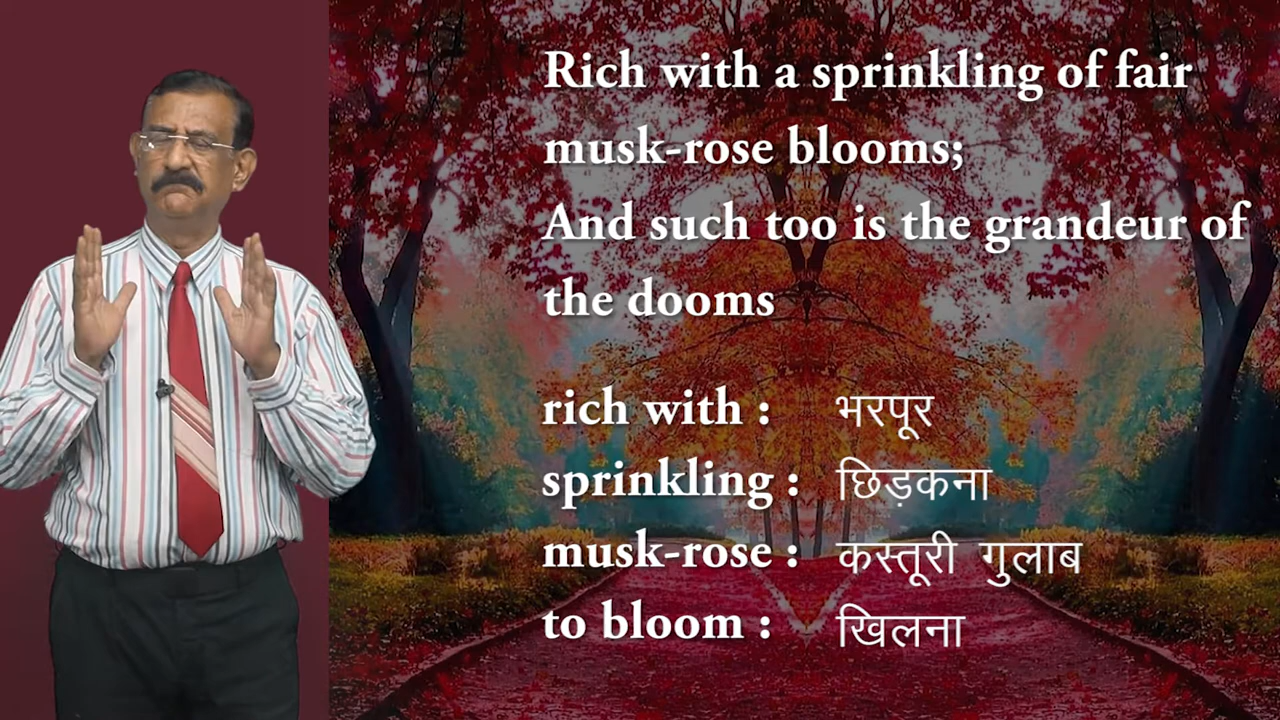 Rich with a sprinkling of fair
musk-rose blooms;
And such too is the grandeur of
the dooms
rich with : भरपूर
sprinkling : छिड़कना
musk-rose : कस्तूरी गुलाब
to bloom : खिलना